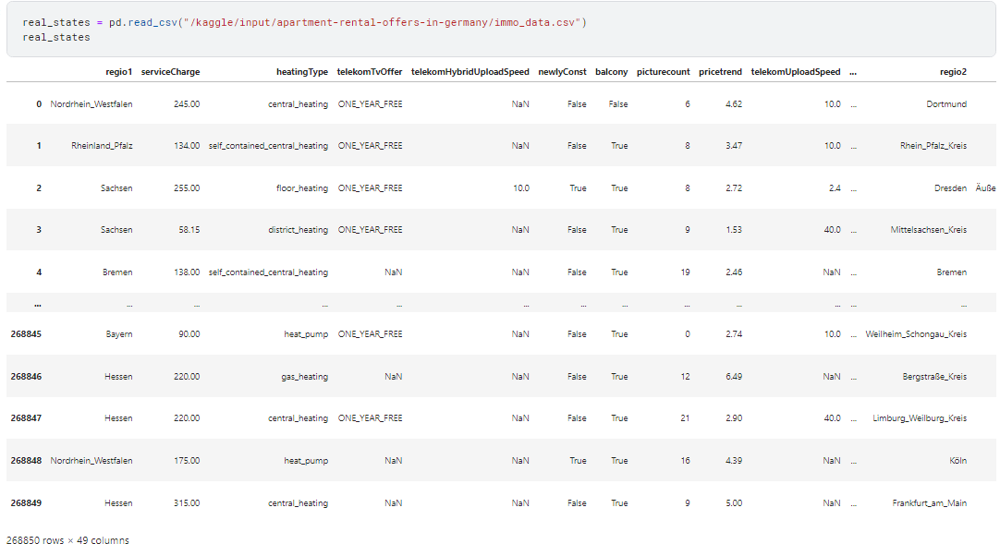 real_states = pd.read_csv("/kaggle/input/apartment-rental-offers-in-germany/immo_data.csv")
real_states
regio1 serviceCharge heatingType telekomTvOffer telekomHybridUploadSpeed newlyConst balcony picturecount pricetrend telekomUploadSpeed ... regio2
0 Nordrhein_Westfalen 245.00 central_heating ONE_YEAR_FREE NaN False False 6 4.62 10.0 ... Dortmund
1 Rheinland_Pfalz 134.00 self_contained_central_heating ONE_YEAR_FREE NaN False True 8 3.47 10.0 ... Rhein_Pfalz_Kreis
2 Sachsen 255.00 floor_heating ONE_YEAR_FREE 10.0 True True 8 2.72 2.4 ... Dresden Äuße
3 Sachsen 58.15 district_heating ONE_YEAR_FREE NaN False True 9 1.53 40.0 ... Mittelsachsen_Kreis
4 Bremen 138.00 self_contained_central_heating NaN NaN False True 19 2.46 NaN ... Bremen
... ... ... ... ... ... ... ... ... ... ... ... ...
268845 Bayern 90.00 heat_pump ONE_YEAR_FREE NaN False True 0 2.74 10.0 ... Weilheim_Schongau_Kreis
268846 Hessen 220.00 gas_heating NaN NaN False True 12 6.49 NaN ... Bergstraße_Kreis
268847 Hessen 220.00 central_heating ONE_YEAR_FREE NaN False True 21 2.90 40.0 ... Limburg_Weilburg_Kreis
268848 Nordrhein_Westfalen 175.00 heat_pump NaN NaN True True 16 4.39 NaN ... Köln
268849 Hessen 315.00 central_heating NaN NaN False True 9 5.00 NaN ... Frankfurt_am_Main
268850 rows × 49 columns